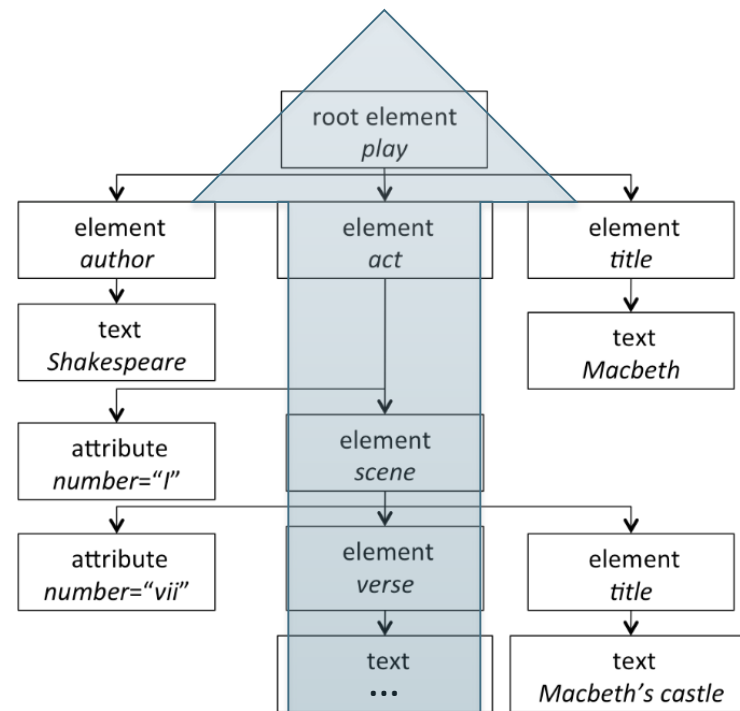 root element
play
element
author
element
act
element
title
text
Shakespeare
text
Macbeth
attribute
number=“I”
element
scene
attribute
number=“vii”
element
verse
element
title
text
...
text
Macbeth’s castle